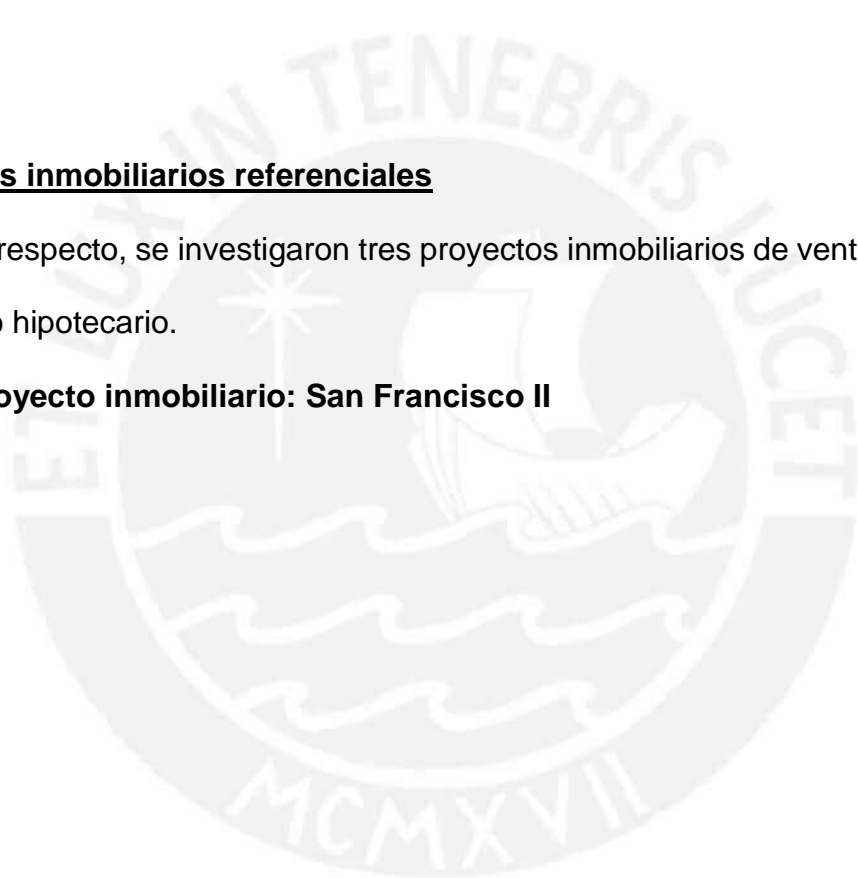 s inmobiliarios referenciales
respecto, se investigaron tres proyectos inmobiliarios de vent
o hipotecario.
oyecto inmobiliario: San Francisco II
ET LUX IN TENEBRIS LUCET
MCMXVII